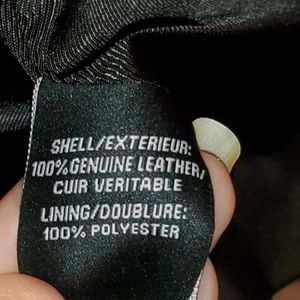 SHELL/EXTERIEUR:
100% GENUINE LEATHER/
CUIR VERITABLE
LINING/DOUBLURE:
100% POLYESTER